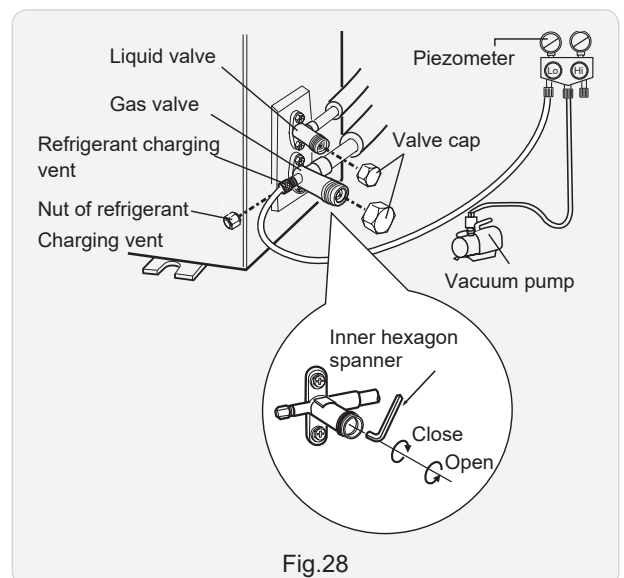 Liquid valve
Gas valve
Refrigerant charging
vent
Nut of refrigerant
Charging vent
Piezometer
Lo
Hi
Valve cap
Vacuum pump
Inner hexagon
spanner
Close
Open
Fig.28